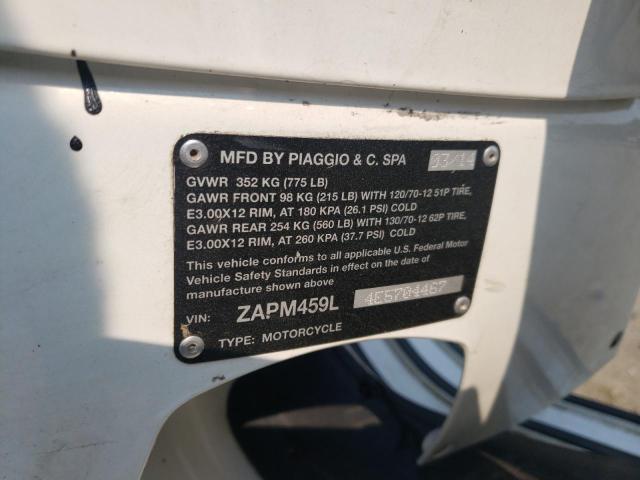 MFD BY PIAGGIO & C. SPA 03/14
GVWR 352 KG (775 LB)
GAWR FRONT 98 KG (215 LB) WITH 120/70-12 51P TIRE,
E3.00X12 RIM, AT 180 KPA (26.1 PSI) COLD
GAWR REAR 254 KG (560 LB) WITH 130/70-12 62P TIRE,
E3.00X12 RIM, AT 260 KPA (37.7 PSI) COLD
This vehicle conforms to all applicable U.S. Federal Motor
Vehicle Safety Standards in effect on the date of
manufacture shown above
VIN: ZAPM459L 4E5704467
TYPE: MOTORCYCLE